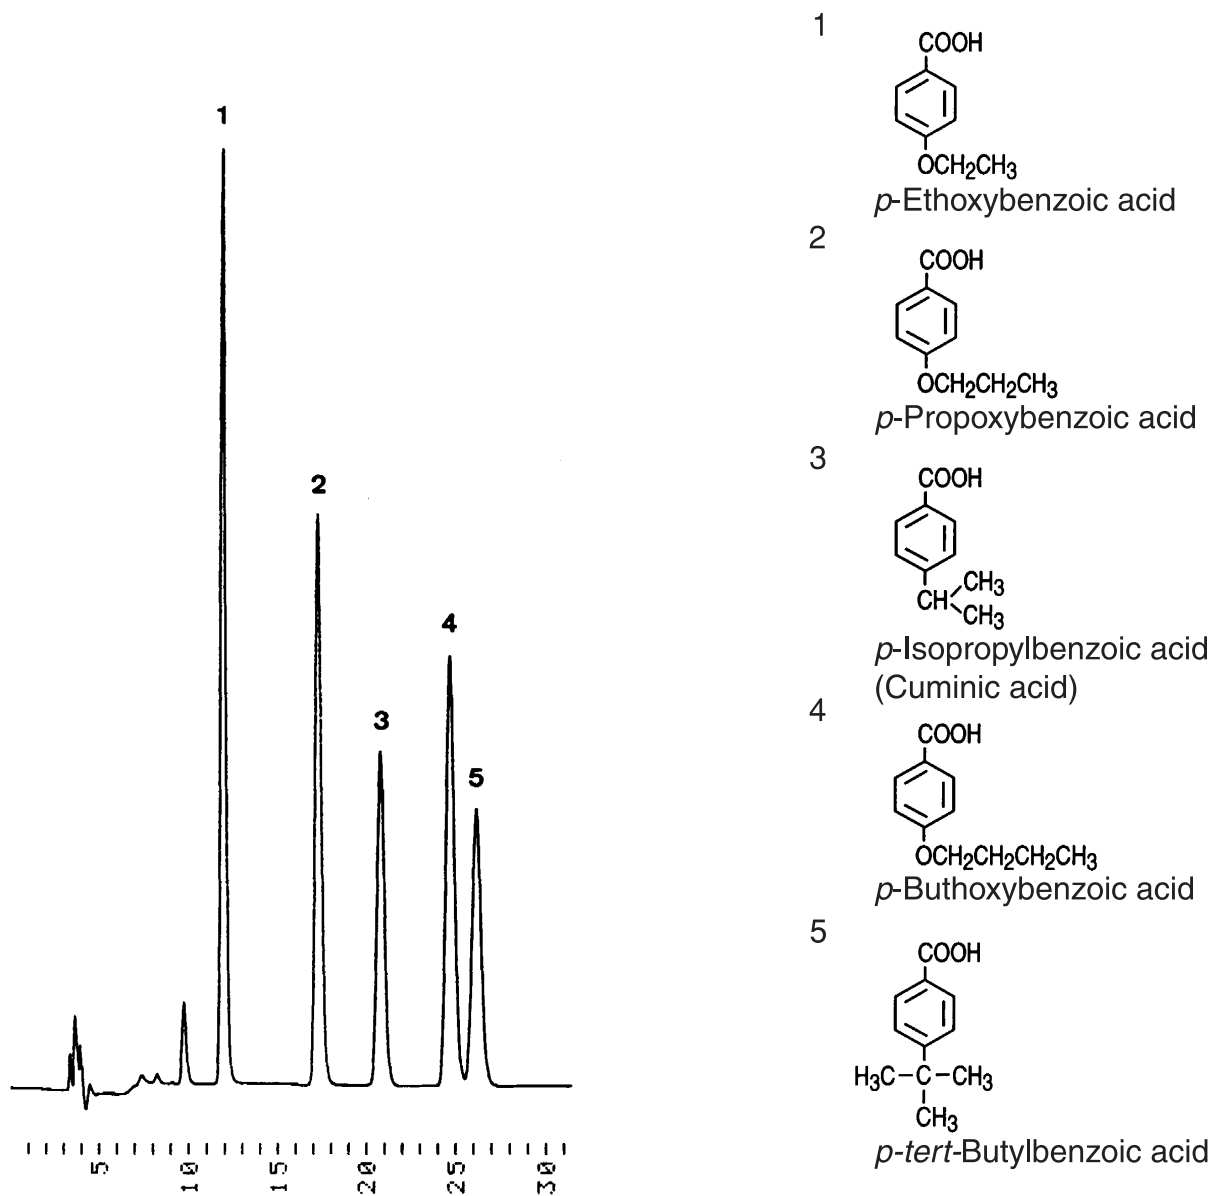 1
2
3
4
5
5
10
15
20
25
30
1
COOH
OCH2CH3
p-Ethoxybenzoic acid
2
COOH
OCH2CH2CH3
p-Propoxybenzoic acid
3
COOH
CH
CH3
CH3
p-Isopropylbenzoic acid
(Cuminic acid)
4
COOH
OCH2CH2CH2CH3
p-Buthoxybenzoic acid
5
COOH
H3C-C-CH3
CH3
p-tert-Butylbenzoic acid